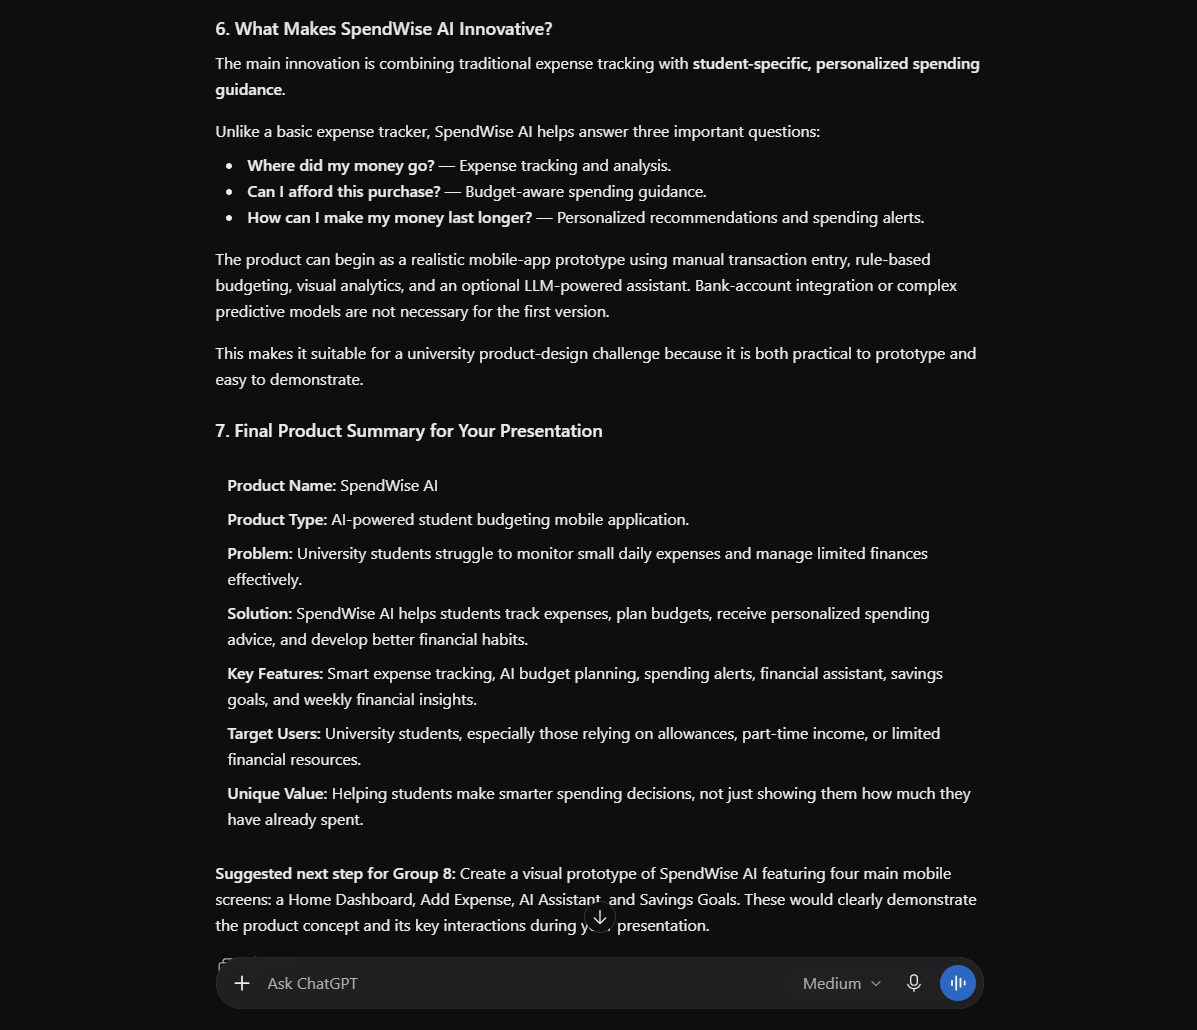 6. What Makes SpendWise AI Innovative?
The main innovation is combining traditional expense tracking with student-specific, personalized spending
guidance.
Unlike a basic expense tracker, SpendWise AI helps answer three important questions:
• Where did my money go? — Expense tracking and analysis.
• Can I afford this purchase? — Budget-aware spending guidance.
• How can I make my money last longer? — Personalized recommendations and spending alerts.
The product can begin as a realistic mobile-app prototype using manual transaction entry, rule-based
budgeting, visual analytics, and an optional LLM-powered assistant. Bank-account integration or complex
predictive models are not necessary for the first version.
This makes it suitable for a university product-design challenge because it is both practical to prototype and
easy to demonstrate.
7. Final Product Summary for Your Presentation
Product Name: SpendWise AI
Product Type: AI-powered student budgeting mobile application.
Problem: University students struggle to monitor small daily expenses and manage limited finances
effectively.
Solution: SpendWise AI helps students track expenses, plan budgets, receive personalized spending
advice, and develop better financial habits.
Key Features: Smart expense tracking, AI budget planning, spending alerts, financial assistant, savings
goals, and weekly financial insights.
Target Users: University students, especially those relying on allowances, part-time income, or limited
financial resources.
Unique Value: Helping students make smarter spending decisions, not just showing them how much they
have already spent.
Suggested next step for Group 8: Create a visual prototype of SpendWise AI featuring four main mobile
screens: a Home Dashboard, Add Expense, AI Assistant, and Savings Goals. These would clearly demonstrate
the product concept and its key interactions during presentation.
Ask ChatGPT
Medium